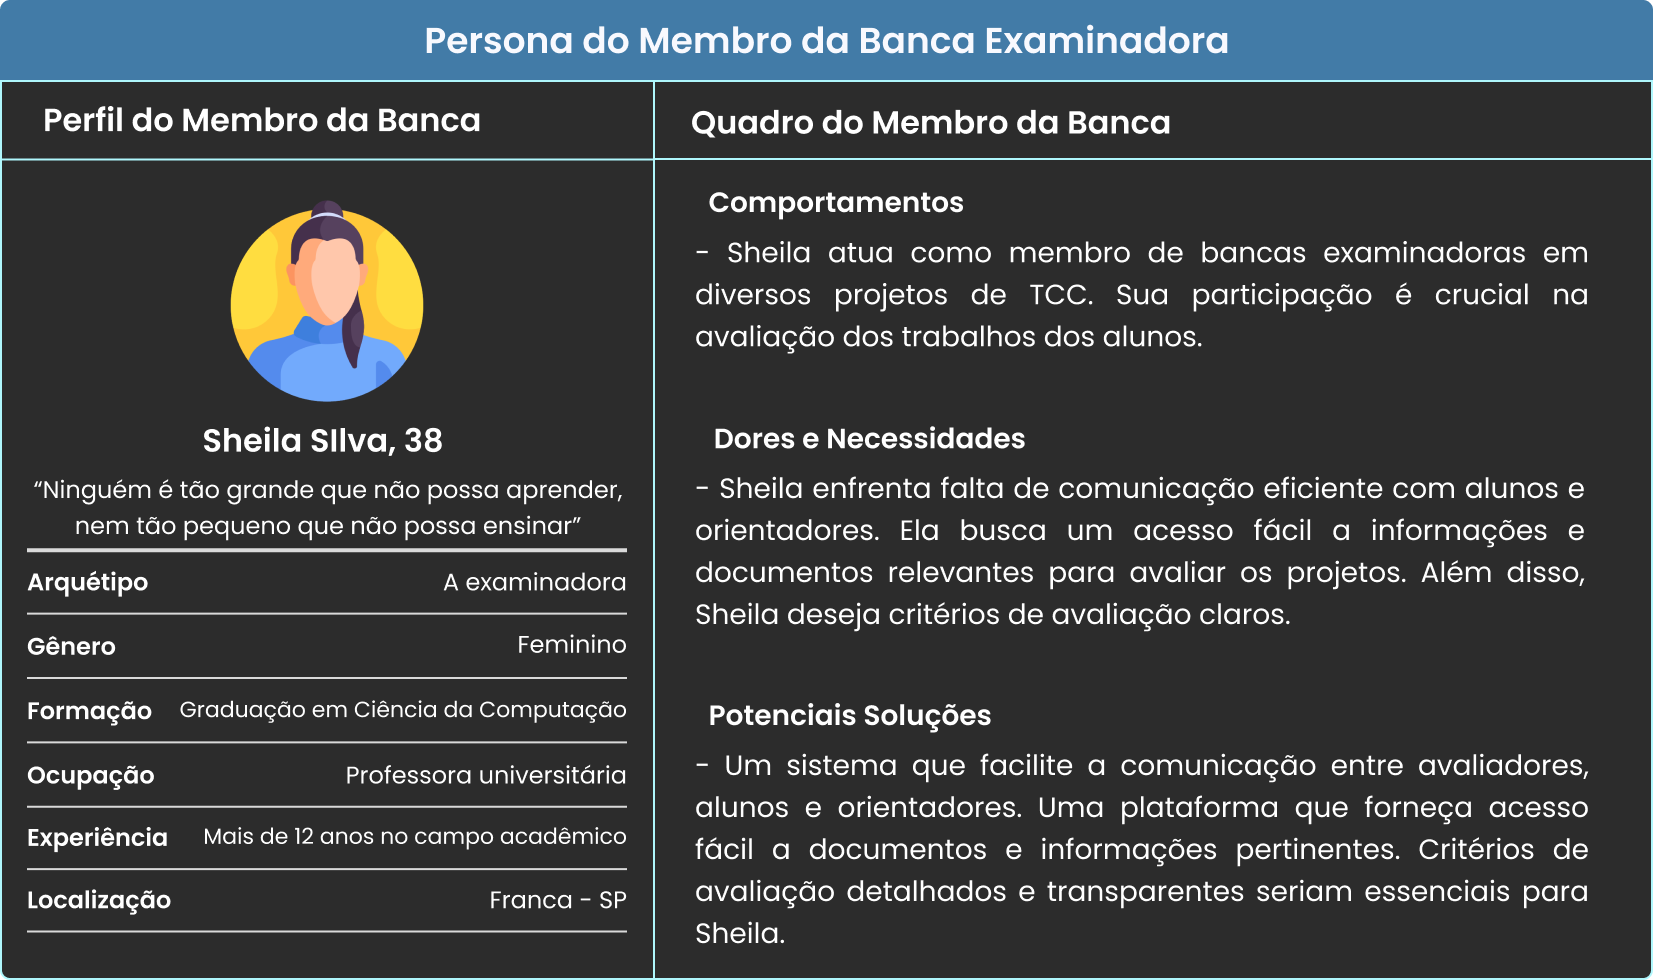 Persona do Membro da Banca Examinadora
Perfil do Membro da Banca
Sheila SIlva, 38
“Ninguém é tão grande que não possa aprender,
nem tão pequeno que não possa ensinar”
Arquétipo A examinadora
Gênero Feminino
Formação Graduação em Ciência da Computação
Ocupação Professora universitária
Experiência Mais de 12 anos no campo acadêmico
Localização Franca - SP
Quadro do Membro da Banca
Comportamentos
- Sheila atua como membro de bancas examinadoras em
diversos projetos de TCC. Sua participação é crucial na
avaliação dos trabalhos dos alunos.
Dores e Necessidades
- Sheila enfrenta falta de comunicação eficiente com alunos e
orientadores. Ela busca um acesso fácil a informações e
documentos relevantes para avaliar os projetos. Além disso,
Sheila deseja critérios de avaliação claros.
Potenciais Soluções
- Um sistema que facilite a comunicação entre avaliadores,
alunos e orientadores. Uma plataforma que forneça acesso
fácil a documentos e informações pertinentes. Critérios de
avaliação detalhados e transparentes seriam essenciais para
Sheila.